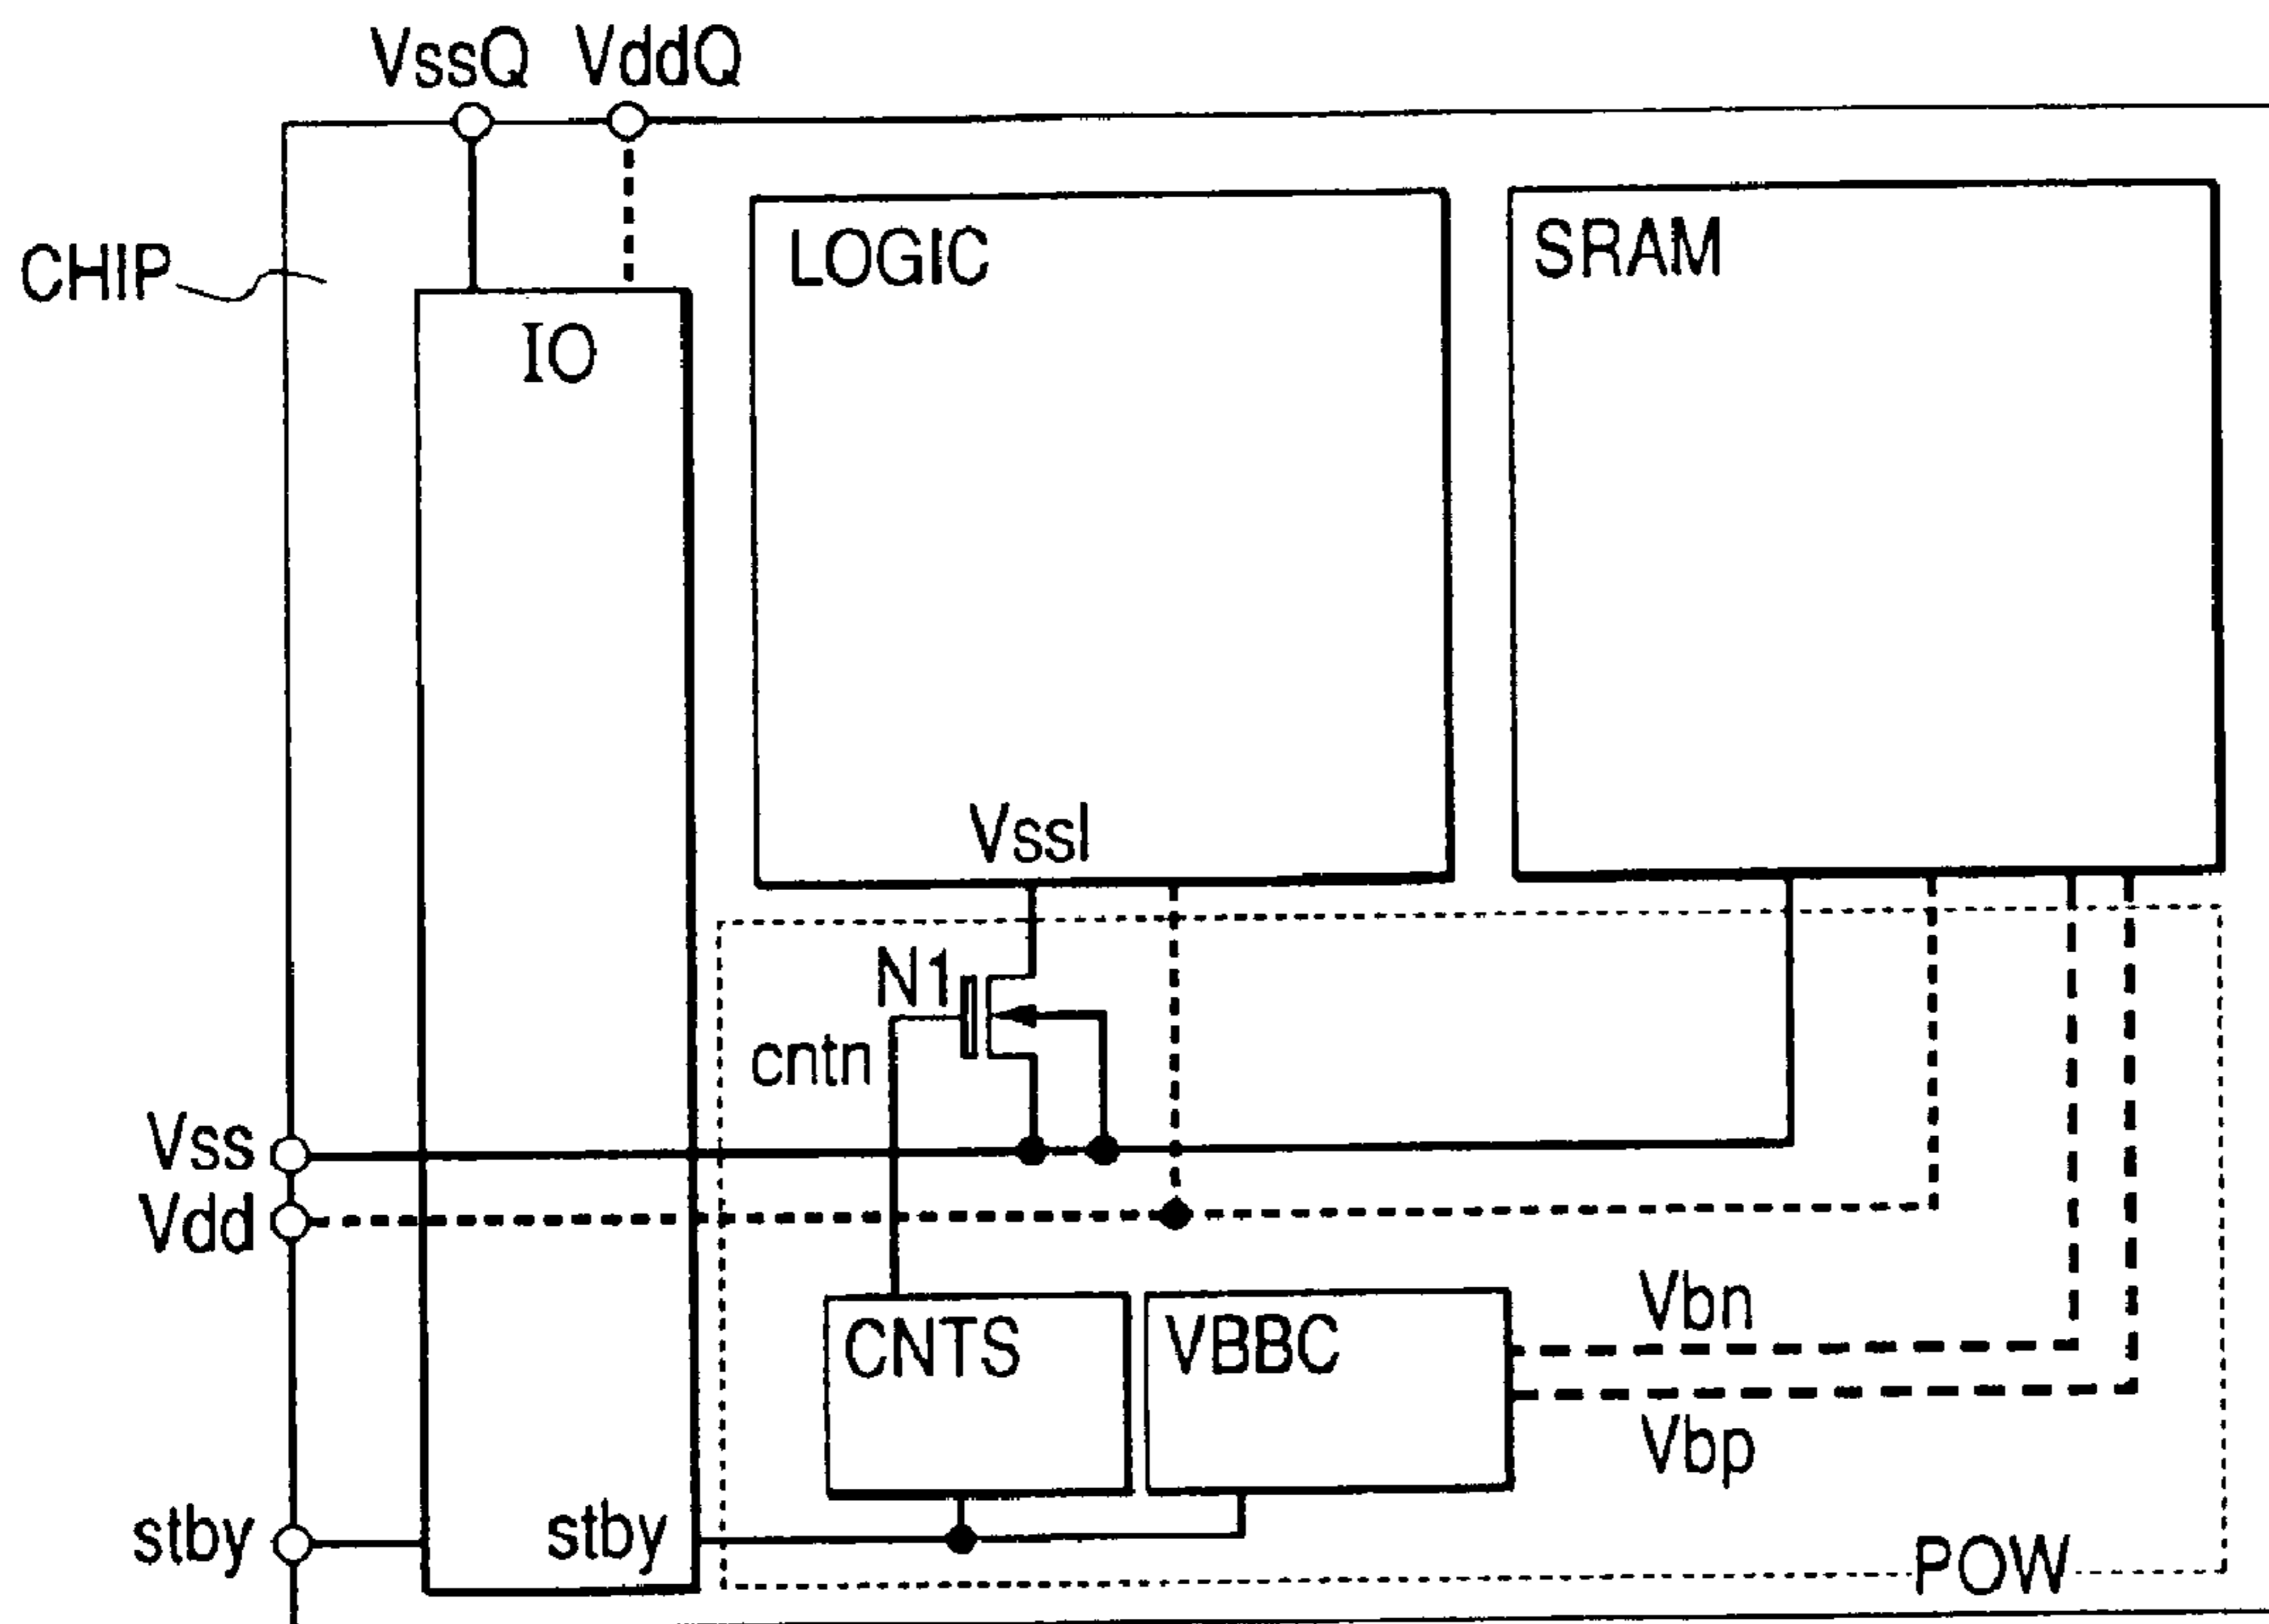 VssQ VddQ
CHIP
LOGIC
SRAM
IO
Vssl
N1
cntn
Vss
Vdd
Vbn
CNTS
VBBC
Vbp
stby
stby
POW